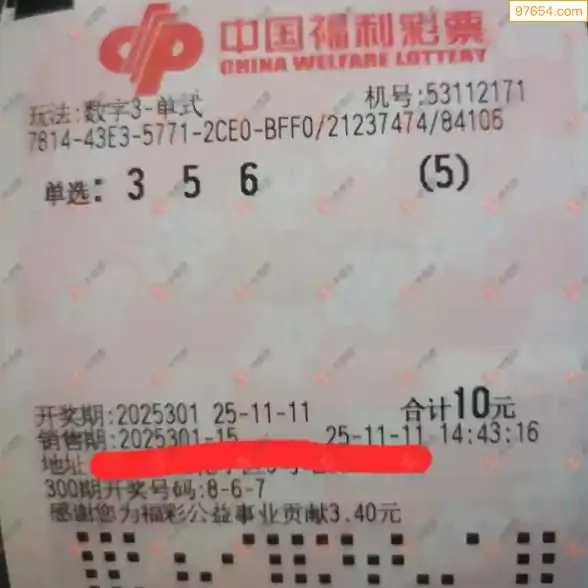 97654.com
中国福利彩票
CHINA WELFARE LOTTERY
玩法:数字3-单式 机号:53112171
7814-43E3-5771-2CE0-BFF0/21237474/84106
单选: 3 5 6 (5)
开奖期:2025301 25-11-11 合计10元
销售期:2025301-15 25-11-11 14:43:16
地址
300期开奖号码:8-6-7
感谢您为福彩公益事业贡献3.40元